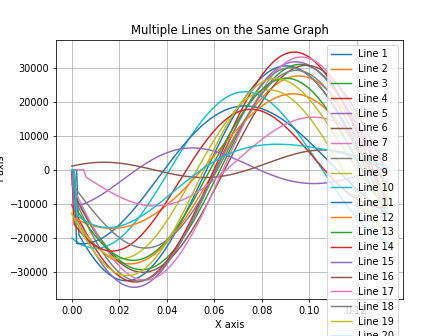 Multiple Lines on the Same Graph
30000
20000
10000
0
−10000
−20000
−30000
0.00
0.02
0.04
0.06
0.08
0.10
X axis
axis
Line 1
Line 2
Line 3
Line 4
Line 5
Line 6
Line 7
Line 8
Line 9
Line 10
Line 11
Line 12
Line 13
Line 14
Line 15
Line 16
Line 17
Line 18
Line 19